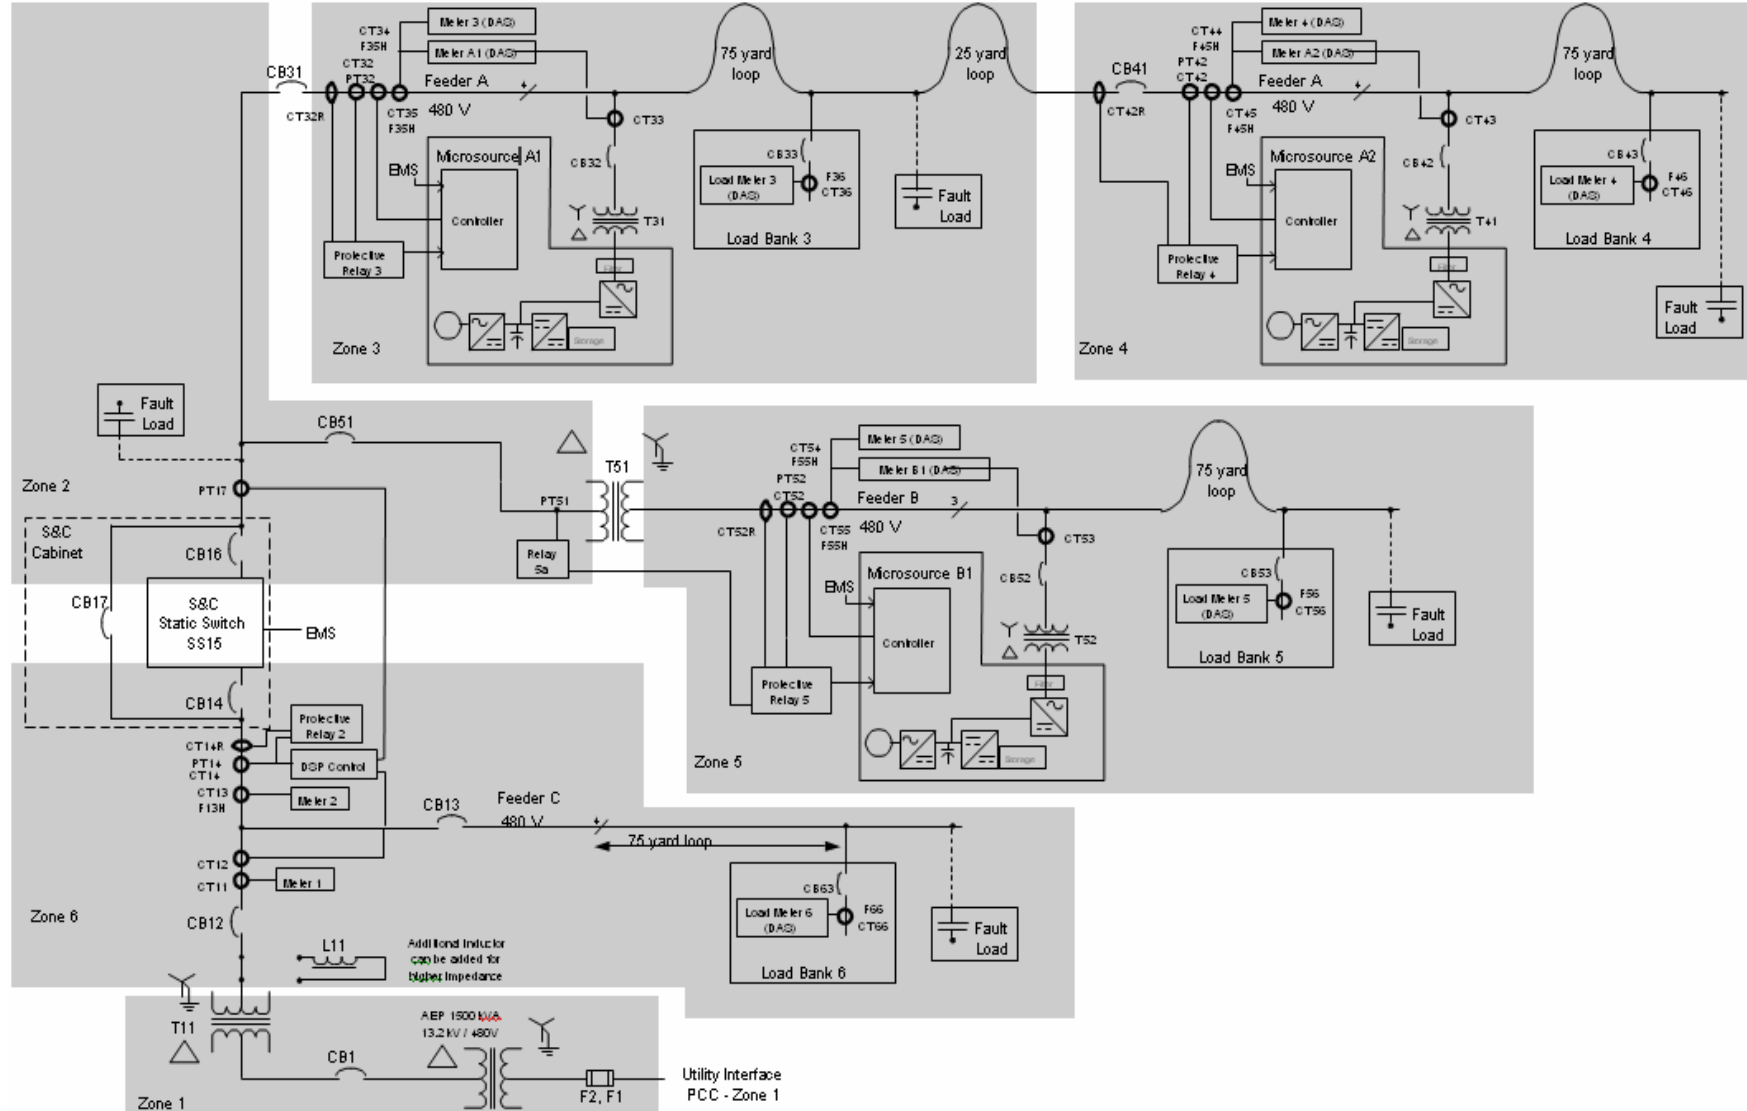 CT34
F35H
Meter 3 (DAS)
Meter A1 (DAS)
CB31
CT32
PT32
Feeder A
4
480 V
CT32R
CT35
F35H
CT33
75 yard
loop
25 yard
loop
Microsource A1
EMS
Controller
CB32
T31
Filter
Storage
Protective
Relay 3
CB33
Load Meter 3
(DAS)
F36
CT36
Load Bank 3
Fault
Load
Zone 3
CT44
F45H
Meter 4 (DAS)
Meter A2 (DAS)
CB41
PT42
CT42
Feeder A
4
480 V
CT42R
CT45
F45H
CT43
75 yard
loop
Microsource A2
EMS
Controller
CB42
T41
Filter
Storage
Protective
Relay 4
CB43
Load Meter 4
(DAS)
F46
CT46
Load Bank 4
Fault
Load
Zone 4
Fault
Load
CB51
Zone 2
PT17
T51
PT51
Relay
5a
S&C
Cabinet
CB16
CB17
S&C
Static Switch
SS15
EMS
CB14
CT54
F55H
Meter 5 (DAS)
Meter B1 (DAS)
PT52
CT52
Feeder B
3
480 V
CT52R
CT55
F55H
CT53
75 yard
loop
Microsource B1
EMS
Controller
CB52
T52
Filter
Storage
Protective
Relay 5
CB53
Load Meter 5
(DAS)
F56
CT56
Load Bank 5
Fault
Load
Zone 5
Protective
Relay 2
CT14R
PT14
CT14
DSP Control
CT13
F13H
Meter 2
CB13
Feeder C
480 V
4
75 yard loop
CT12
CT11
Meter 1
CB12
Zone 6
CB63
Load Meter 6
(DAS)
F66
CT66
Load Bank 6
Fault
Load
L11
Additional Inductor
can be added for
higher Impedance
T11
AEP 1500 kVA
13.2 kV / 480V
CB1
F2, F1
Utility Interface
PCC - Zone 1
Zone 1